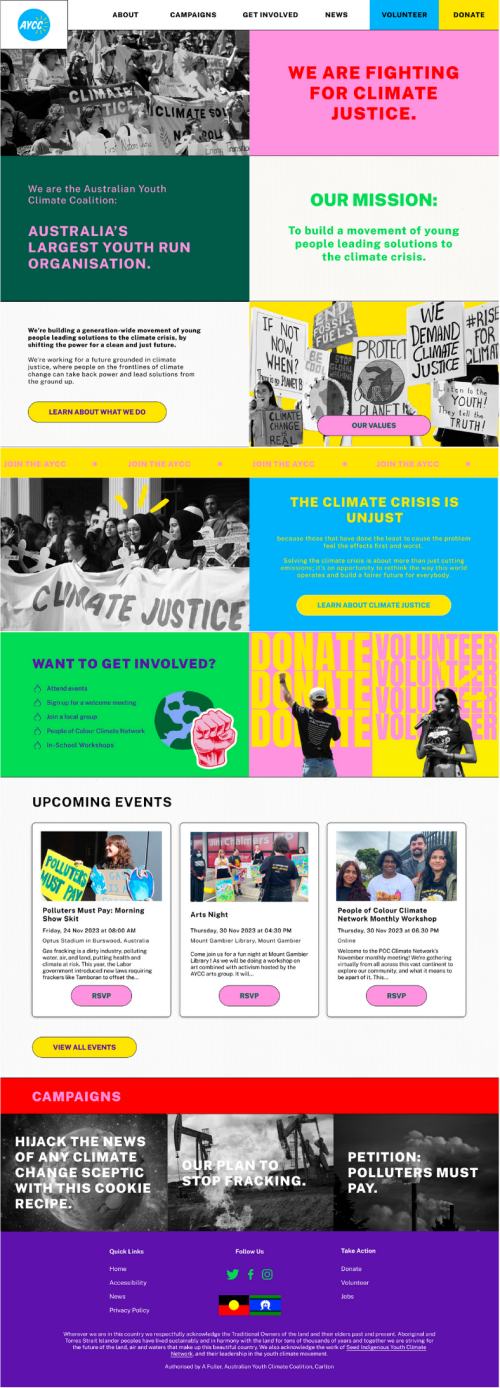 AYCC
ABOUT
CAMPAIGNS
GET INVOLVED
NEWS
VOLUNTEER
DONATE
CLIMATE
JUSTICE
CLIMATE
WE ARE FIGHTING
FOR CLIMATE
JUSTICE.
We are the Australian Youth
Climate Coalition:
AUSTRALIA'S
LARGEST YOUTH RUN
ORGANISATION.
OUR MISSION:
To build a movement of young
people leading solutions to
the climate crisis.
We're building a generation-wide movement of young
people leading solutions to the climate crisis, by
shifting the power for a clean and just future.
We're working for a future grounded in climate
justice, where people on the frontlines of climate
change can take back power and lead solutions from
the ground up.
LEARN ABOUT WHAT WE DO
IF NOT
NOW,
WHEN?
END
FOSSIL
FUELS
PROTECT
OUR
PLANET
WE
DEMAND
CLIMATE
JUSTICE
#RISE
FOR
CLIMAT
CLIMATE
CHANGE
IS
REAL
Listen to the
YOUTH!
They tell the
TRUTH!
OUR VALUES
JOIN THE AYCC
JOIN THE AYCC
JOIN THE AYCC
JOIN THE AYCC
CLIMATE JUSTICE
THE CLIMATE CRISIS IS
UNJUST
because those that have done the least to cause the problem
feel the effects first and worst.
Solving the climate crisis is about more than just cutting
emissions; it's an opportunity to rethink the way this world
operates and build a fairer future for everybody.
LEARN ABOUT CLIMATE JUSTICE
WANT TO GET INVOLVED?
Attend events
Sign up for a welcome meeting
Join a local group
People of Colour Climate Network
In-School Workshops
DONATE
DONATE
DONATE
VOLUNTEER
VOLUNTEER
VOLUNTEER
VOLUNTEER
UPCOMING EVENTS
POLLUTERS
MUST PAY
Polluters Must Pay: Morning
Show Skit
Friday, 24 Nov 2023 at 08:00 AM
Optus Stadium in Burswood, Australia
Gas fracking is a dirty industry, polluting
water, air, and land, putting health and
climate at risk. This year, the Labor
government introduced new laws requiring
frackers like Tamboran to offset the...
RSVP
Arts Night
Thursday, 30 Nov 2023 at 04:30 PM
Mount Gambier Library, Mount Gambier
Come join us for a fun night at Mount Gambier
Library! As we will be doing a workshop on
art combined with activism hosted by the
AYCC arts group. It will...
RSVP
People of Colour Climate
Network Monthly Workshop
Thursday, 30 Nov 2023 at 06:30 PM
Online
Welcome to the POC Climate Network's
November monthly meeting! We're gathering
virtually from all across this vast continent to
explore our community, and what it means to
be apart of it. This...
RSVP
VIEW ALL EVENTS
CAMPAIGNS
HIJACK THE NEWS
OF ANY CLIMATE
CHANGE SCEPTIC
WITH THIS COOKIE
RECIPE.
OUR PLAN TO
STOP FRACKING.
PETITION:
POLLUTERS MUST
PAY.
Quick Links
Home
Accessibility
News
Privacy Policy
Follow Us
Take Action
Donate
Volunteer
Jobs
Wherever we are in this country we respectfully acknowledge the Traditional Owners of the land and their elders past and present. Aboriginal and
Torres Strait Islander peoples have lived sustainably and in harmony with the land for tens of thousands of years and together we are striving for
the future of the land, air and waters that make up this beautiful country. We also acknowledge the work of Seed Indigenous Youth Climate
Network, and their leadership in the youth climate movement.
Authorised by A Fuller, Australian Youth Climate Coalition, Carlton